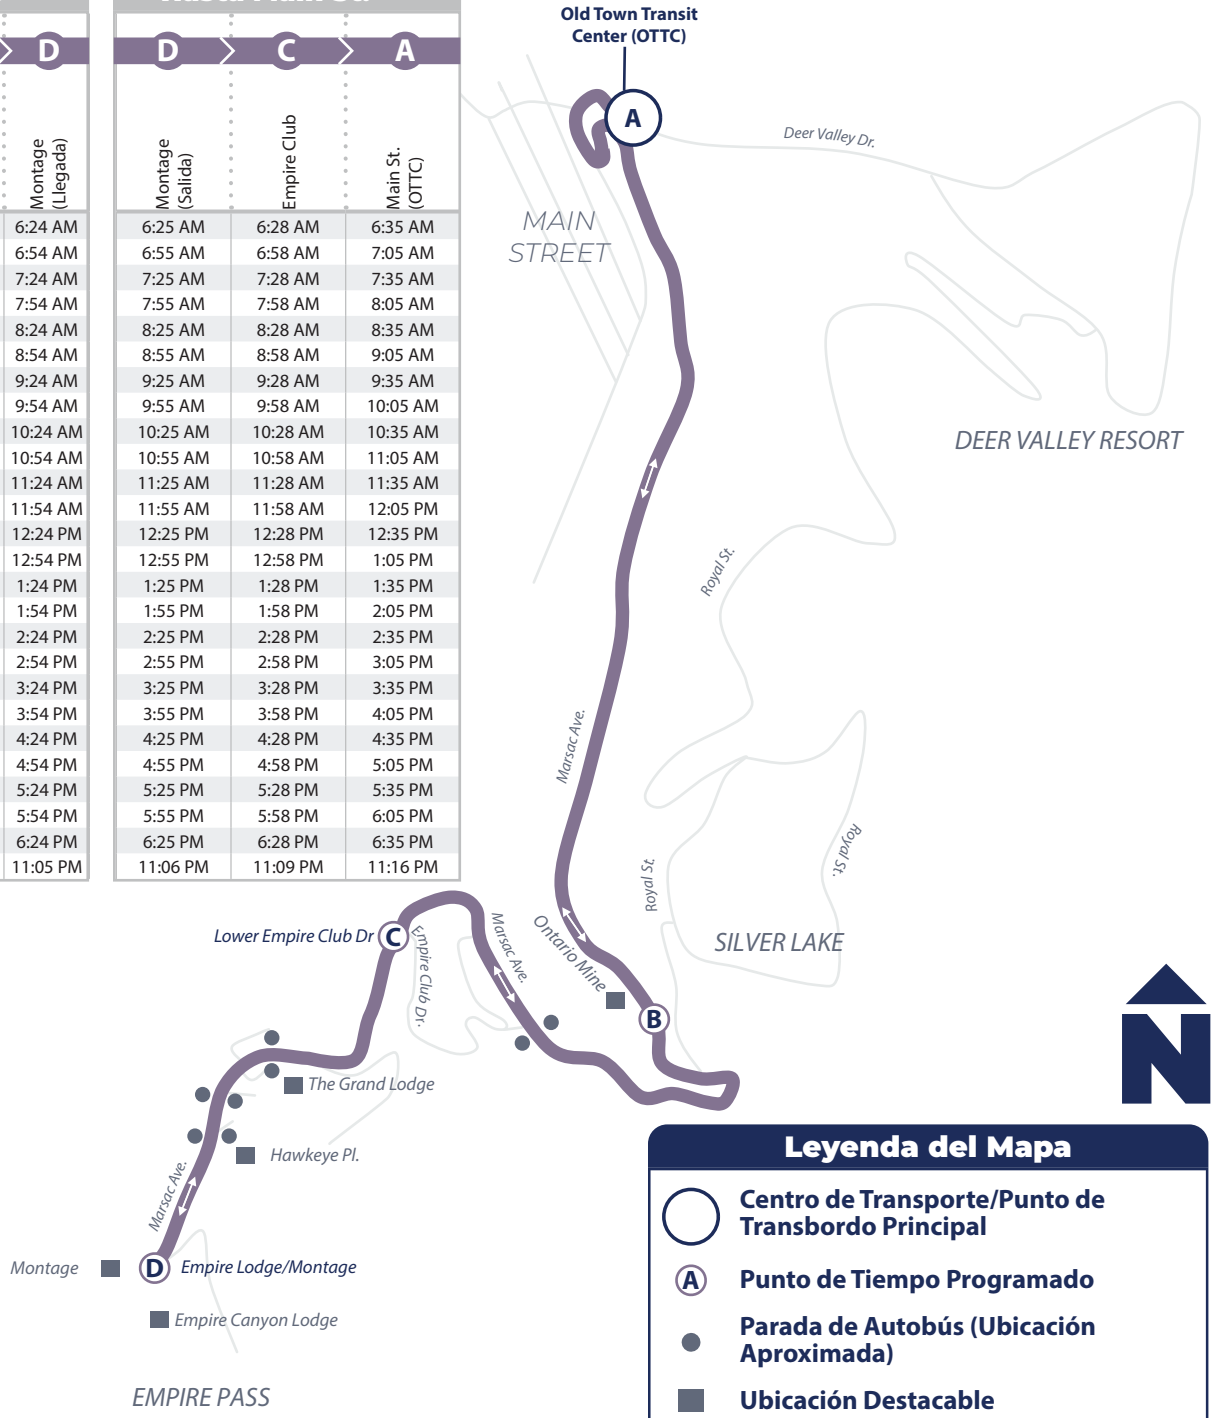 D
Montage
(Llegada)
6:24 AM
6:54 AM
7:24 AM
7:54 AM
8:24 AM
8:54 AM
9:24 AM
9:54 AM
10:24 AM
10:54 AM
11:24 AM
11:54 AM
12:24 PM
12:54 PM
1:24 PM
1:54 PM
2:24 PM
2:54 PM
3:24 PM
3:54 PM
4:24 PM
4:54 PM
5:24 PM
5:54 PM
6:24 PM
11:05 PM
D C A
Montage
(Salida)
Empire Club
Main St.
(OTTC)
6:25 AM 6:28 AM 6:35 AM
6:55 AM 6:58 AM 7:05 AM
7:25 AM 7:28 AM 7:35 AM
7:55 AM 7:58 AM 8:05 AM
8:25 AM 8:28 AM 8:35 AM
8:55 AM 8:58 AM 9:05 AM
9:25 AM 9:28 AM 9:35 AM
9:55 AM 9:58 AM 10:05 AM
10:25 AM 10:28 AM 10:35 AM
10:55 AM 10:58 AM 11:05 AM
11:25 AM 11:28 AM 11:35 AM
11:55 AM 11:58 AM 12:05 PM
12:25 PM 12:28 PM 12:35 PM
12:55 PM 12:58 PM 1:05 PM
1:25 PM 1:28 PM 1:35 PM
1:55 PM 1:58 PM 2:05 PM
2:25 PM 2:28 PM 2:35 PM
2:55 PM 2:58 PM 3:05 PM
3:25 PM 3:28 PM 3:35 PM
3:55 PM 3:58 PM 4:05 PM
4:25 PM 4:28 PM 4:35 PM
4:55 PM 4:58 PM 5:05 PM
5:25 PM 5:28 PM 5:35 PM
5:55 PM 5:58 PM 6:05 PM
6:25 PM 6:28 PM 6:35 PM
11:06 PM 11:09 PM 11:16 PM
Old Town Transit
Center (OTTC)
A
Deer Valley Dr.
MAIN
STREET
DEER VALLEY RESORT
Royal St.
Marsac Ave.
Royal St.
Royal St.
SILVER LAKE
Lower Empire Club Dr
C
Empire Club Dr.
Marsac Ave.
Ontario Mine
B
The Grand Lodge
Hawkeye Pl.
Marsac Ave.
Montage
D
Empire Lodge/Montage
Empire Canyon Lodge
EMPIRE PASS
N
Leyenda del Mapa
Centro de Transporte/Punto de
Transbordo Principal
A
Punto de Tiempo Programado
Parada de Autobús (Ubicación
Aproximada)
Ubicación Destacable